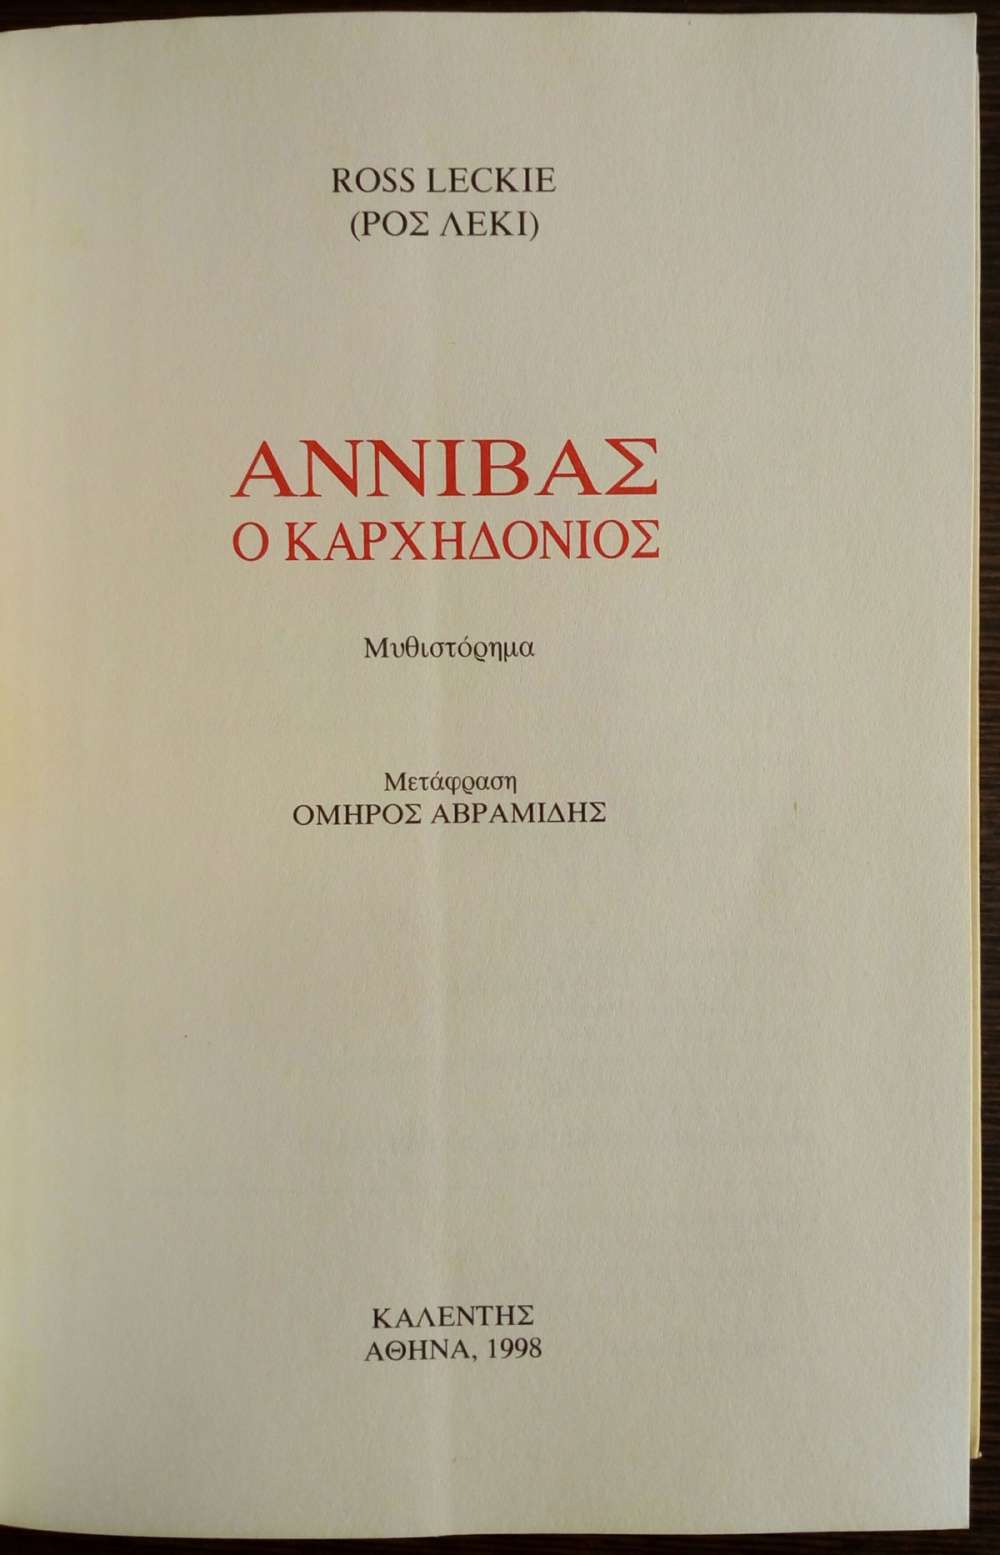 ROSS LECKIE
(ΡΟΣ ΛΕΚΙ)
ΑΝΝΙΒΑΣ
Ο ΚΑΡΧΗΔΟΝΙΟΣ
Μυθιστόρημα
Μετάφραση
ΟΜΗΡΟΣ ΑΒΡΑΜΙΔΗΣ
ΚΑΛΕΝΤΗΣ
ΑΘΗΝΑ, 1998